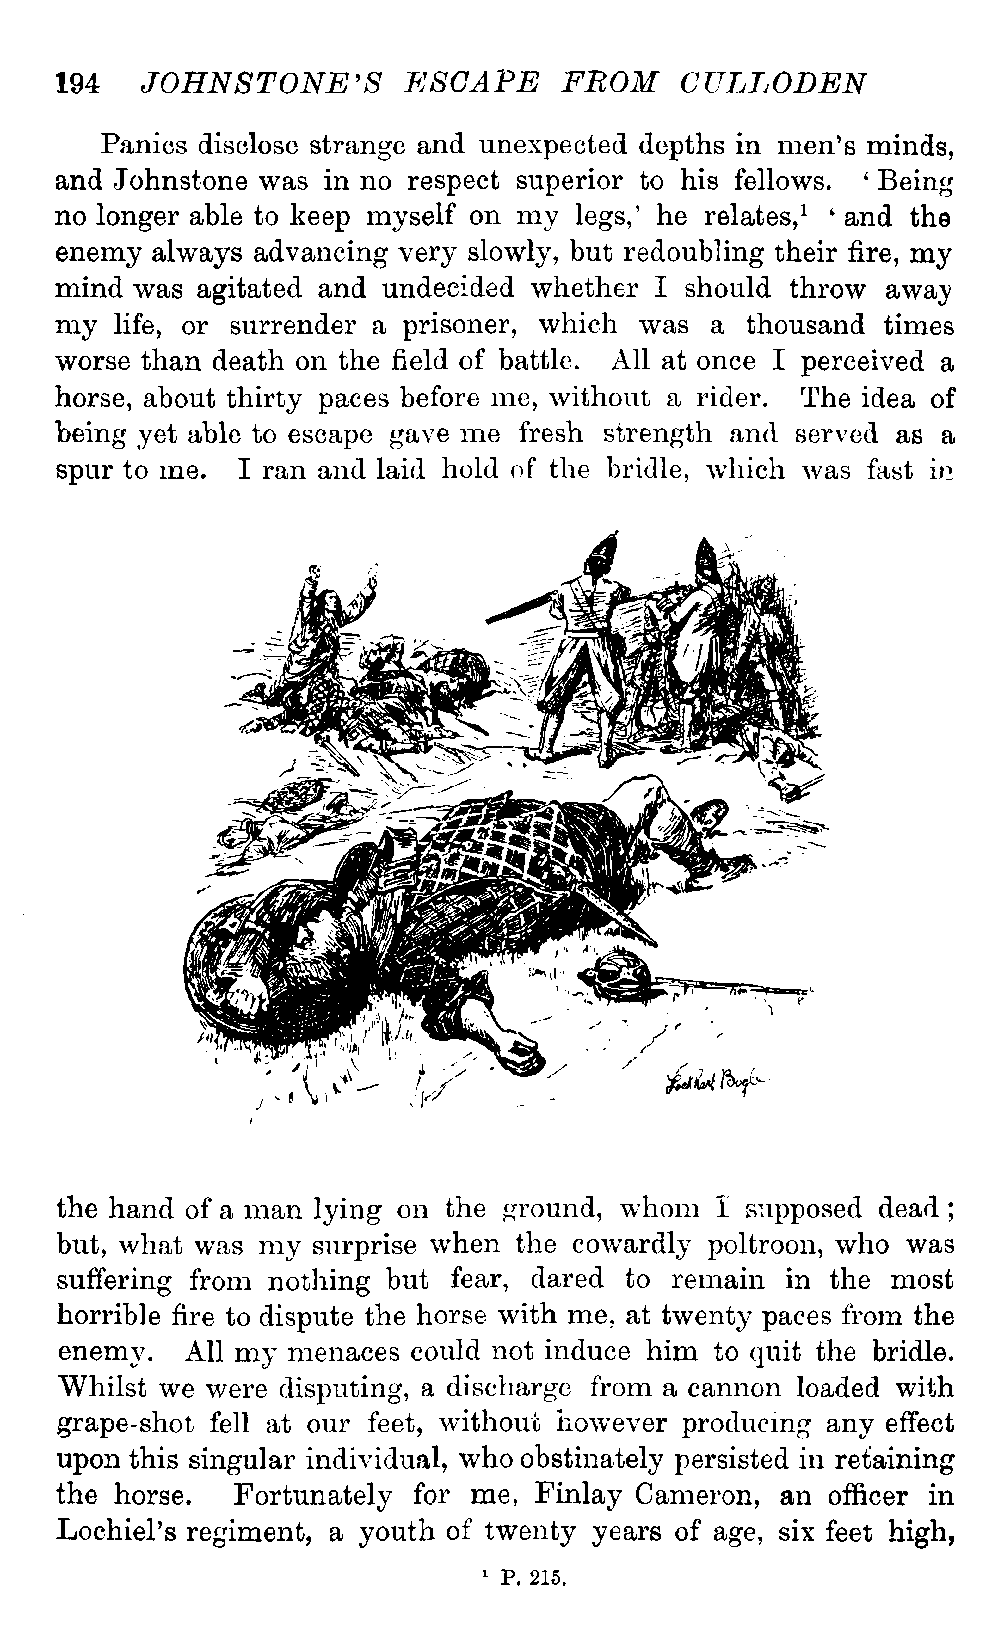 194 JOHNSTONE'S ESCAPE FROM CULLODEN
Panics disclose strange and unexpected depths in men's minds,
and Johnstone was in no respect superior to his fellows. ‘Being
no longer able to keep myself on my legs,’ he relates,¹ ‘and the
enemy always advancing very slowly, but redoubling their fire, my
mind was agitated and undecided whether I should throw away
my life, or surrender a prisoner, which was a thousand times
worse than death on the field of battle. All at once I perceived a
horse, about thirty paces before me, without a rider. The idea of
being yet able to escape gave me fresh strength and served as a
spur to me. I ran and laid hold of the bridle, which was fast in
Lockhart Bogle
the hand of a man lying on the ground, whom I supposed dead;
but, what was my surprise when the cowardly poltroon, who was
suffering from nothing but fear, dared to remain in the most
horrible fire to dispute the horse with me, at twenty paces from the
enemy. All my menaces could not induce him to quit the bridle.
Whilst we were disputing, a discharge from a cannon loaded with
grape-shot fell at our feet, without however producing any effect
upon this singular individual, who obstinately persisted in retaining
the horse. Fortunately for me, Finlay Cameron, an officer in
Lochiel's regiment, a youth of twenty years of age, six feet high,
¹ P. 215.